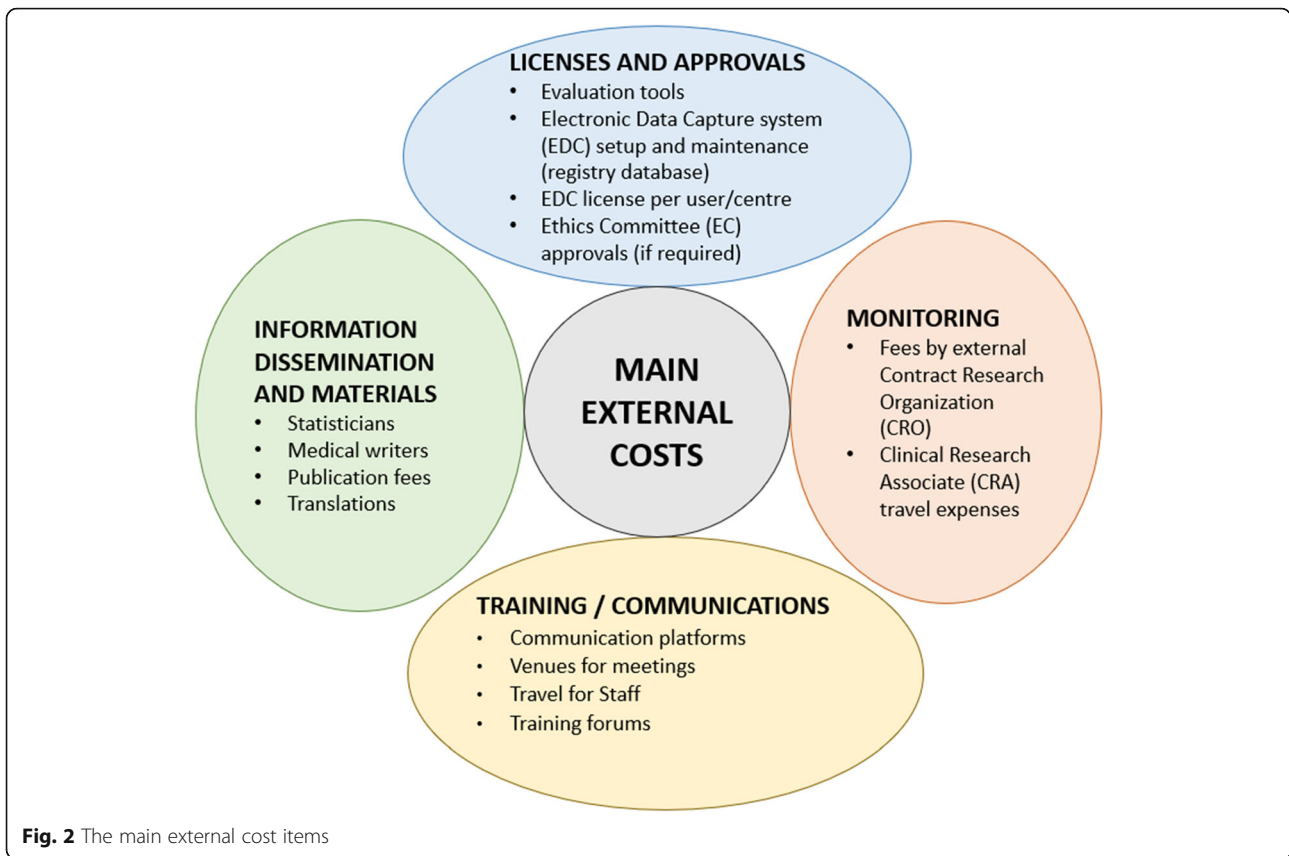 LICENSES AND APPROVALS
• Evaluation tools
• Electronic Data Capture system
(EDC) setup and maintenance
(registry database)
• EDC license per user/centre
• Ethics Committee (EC)
approvals (if required)
INFORMATION
DISSEMINATION
AND MATERIALS
• Statisticians
• Medical writers
• Publication fees
• Translations
MAIN
EXTERNAL
COSTS
MONITORING
• Fees by external
Contract Research
Organization
(CRO)
• Clinical Research
Associate (CRA)
travel expenses
TRAINING / COMMUNICATIONS
• Communication platforms
• Venues for meetings
• Travel for Staff
• Training forums
Fig. 2 The main external cost items